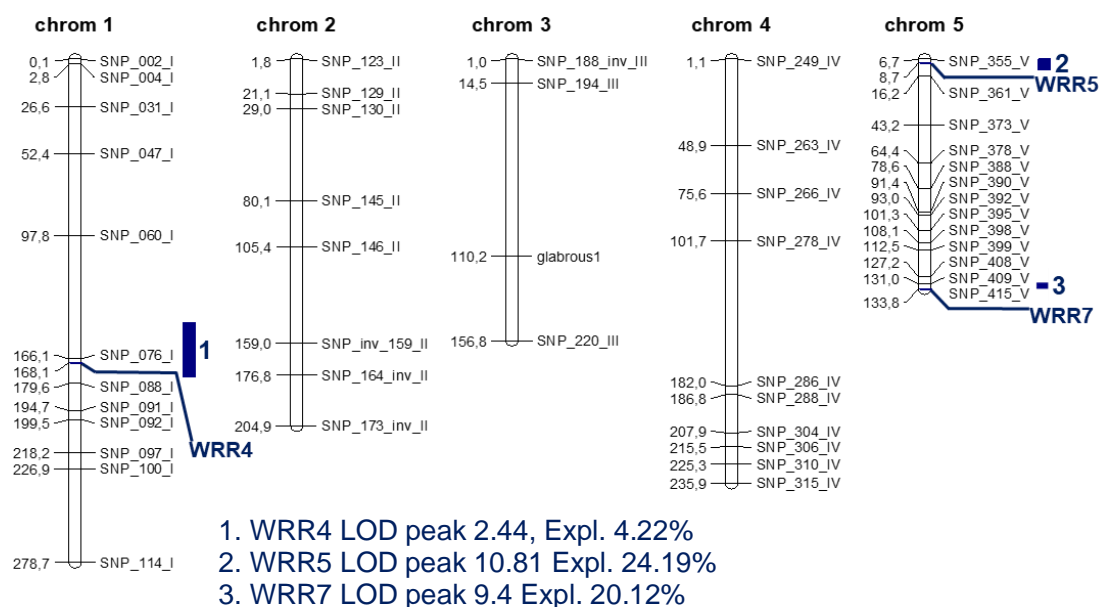 chrom 1
0,1 SNP_002_I
2,8 SNP_004_I
26,6 SNP_031_I
52,4 SNP_047_I
97,8 SNP_060_I
166,1 SNP_076_I
1
168,1
179,6 SNP_088_I
194,7 SNP_091_I
199,5 SNP_092_I
WRR4
218,2 SNP_097_I
226,9 SNP_100_I
278,7 SNP_114_I
chrom 2
1,8 SNP_123_II
21,1 SNP_129_II
29,0 SNP_130_II
80,1 SNP_145_II
105,4 SNP_146_II
159,0 SNP_inv_159_II
176,8 SNP_164_inv_II
204,9 SNP_173_inv_II
chrom 3
1,0 SNP_188_inv_III
14,5 SNP_194_III
110,2 glabrous1
156,8 SNP_220_III
chrom 4
1,1 SNP_249_IV
48,9 SNP_263_IV
75,6 SNP_266_IV
101,7 SNP_278_IV
182,0 SNP_286_IV
186,8 SNP_288_IV
207,9 SNP_304_IV
215,5 SNP_306_IV
225,3 SNP_310_IV
235,9 SNP_315_IV
chrom 5
6,7 SNP_355_V
2
8,7
WRR5
16,2 SNP_361_V
43,2 SNP_373_V
64,4 SNP_378_V
78,6 SNP_388_V
91,4 SNP_390_V
93,0 SNP_392_V
101,3 SNP_395_V
108,1 SNP_398_V
112,5 SNP_399_V
127,2 SNP_408_V
131,0 SNP_409_V
3
133,8 SNP_415_V
WRR7
1. WRR4 LOD peak 2.44, Expl. 4.22%
2. WRR5 LOD peak 10.81 Expl. 24.19%
3. WRR7 LOD peak 9.4 Expl. 20.12%